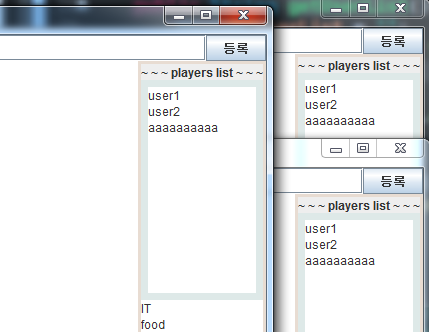 등록
~ ~ ~ players list ~ ~ ~
user1
user2
aaaaaaaaaa
IT
food
등록
~ ~ ~ players list ~ ~ ~
user1
user2
aaaaaaaaaa
등록
~ ~ ~ players list ~ ~ ~
user1
user2
aaaaaaaaaa